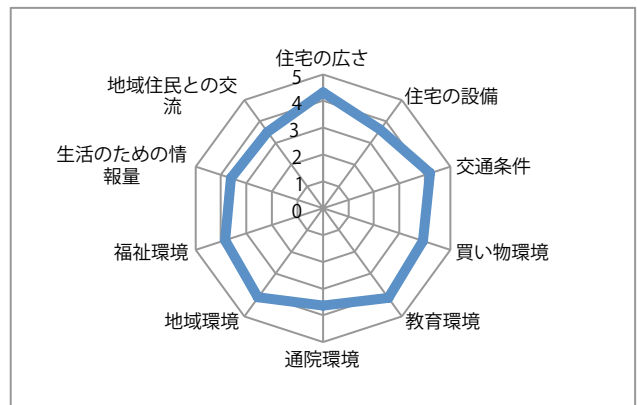 住宅の広さ
住宅の設備
交通条件
買い物環境
教育環境
通院環境
地域環境
福祉環境
生活のための情
報量
地域住民との交
流
5
4
3
2
1
0